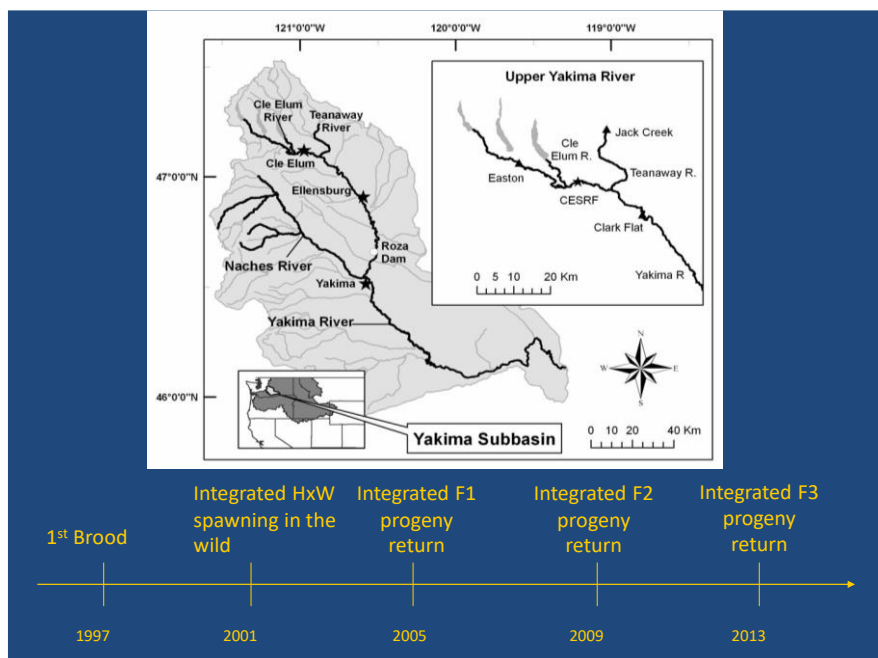 121°0'0"W
120°0'0"W
119°0'0"W
47°0'0"N
46°0'0"N
Cle Elum
River
Teanaway
River
Cle Elum
Ellensburg
Roza
Dam
Naches River
Yakima
Yakima River
Upper Yakima River
Jack Creek
Cle
Elum R.
Teanaway R.
Easton
CESRF
Clark Flat
0 5 10 20 Km
Yakima R
N
W E
S
Yakima Subbasin
0 10 20 40 Km
1st Brood
Integrated HxW
spawning in the
wild
Integrated F1
progeny
return
Integrated F2
progeny
return
Integrated F3
progeny
return
1997
2001
2005
2009
2013